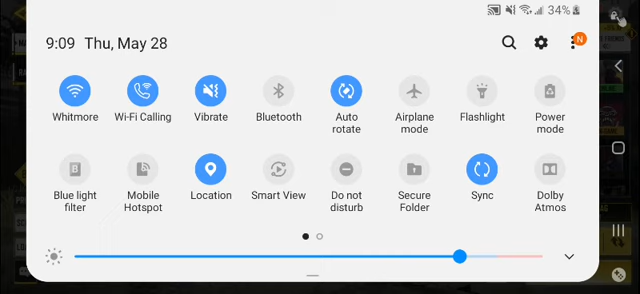 34%
9:09 Thu, May 28
N
Whitmore
Wi-Fi Calling
Vibrate
Bluetooth
Auto
rotate
Airplane
mode
Flashlight
Power
mode
Blue light
filter
Mobile
Hotspot
Location
Smart View
Do not
disturb
Secure
Folder
Sync
Dolby
Atmos